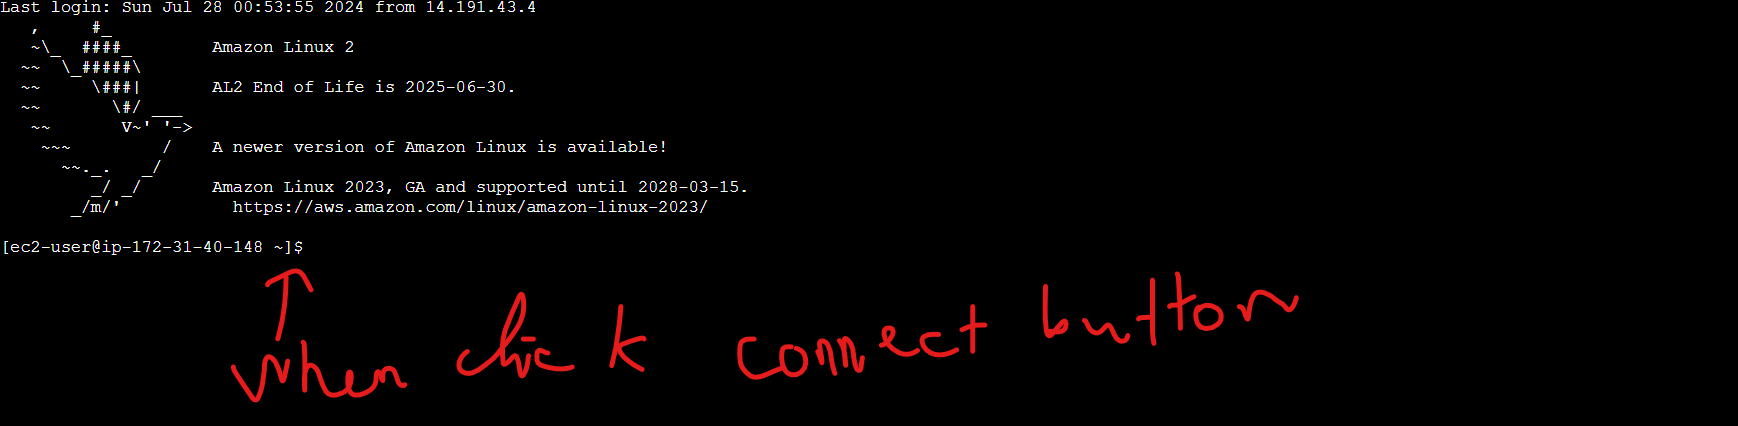 Last login: Sun Jul 28 00:53:55 2024 from 14.191.43.4
   ,     #_
   ~\_  ####_        Amazon Linux 2
  ~~  \_#####\
  ~~     \###|       AL2 End of Life is 2025-06-30.
  ~~       \#/ ___
   ~~       V~' '->
    ~~~         /    A newer version of Amazon Linux is available!
      ~~._.   _/
         _/ _/       Amazon Linux 2023, GA and supported until 2028-03-15.
       _/m/'           https://aws.amazon.com/linux/amazon-linux-2023/
[ec2-user@ip-172-31-40-148 ~]$
when click connect button